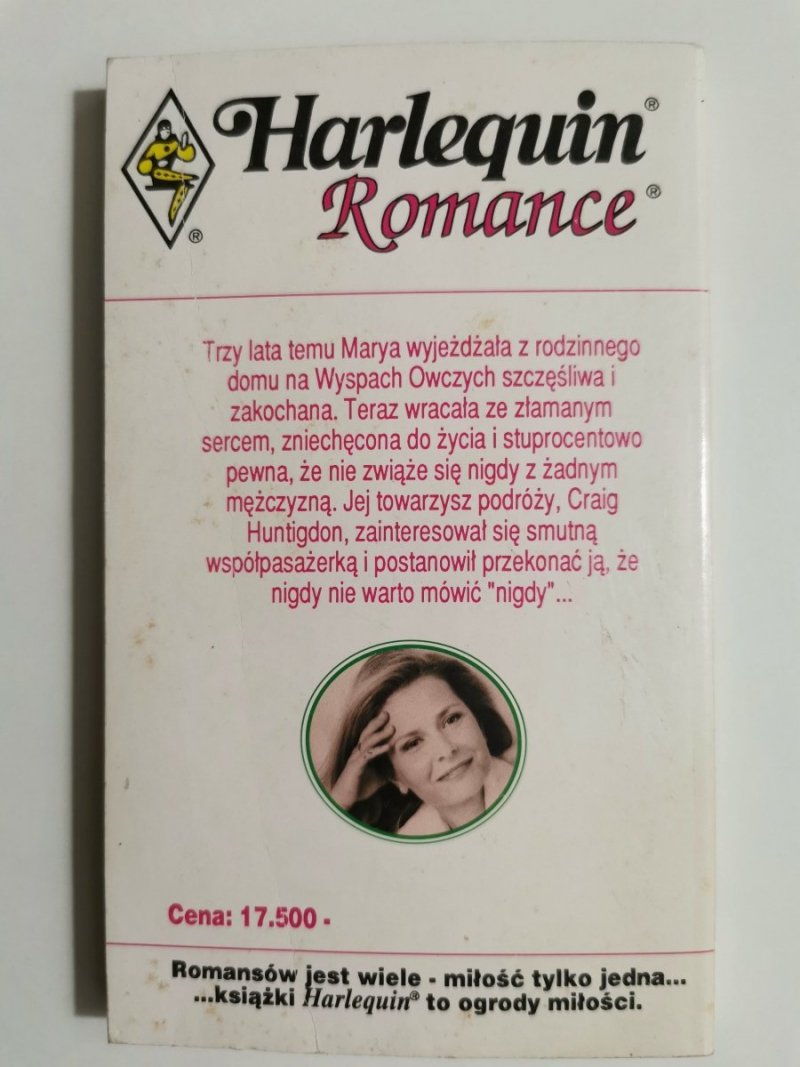 Harlequin®
Romance®
®
Trzy lata temu Marya wyjeżdżała z rodzinnego
domu na Wyspach Owczych szczęśliwa i
zakochana. Teraz wracała ze złamanym
sercem, zniechęcona do życia i stuprocentowo
pewna, że nie zwiąże się nigdy z żadnym
mężczyzną. Jej towarzysz podróży, Craig
Huntigdon, zainteresował się smutną
współpasażerką i postanowił przekonać ją, że
nigdy nie warto mówić "nigdy"...
Cena: 17.500 -
Romansów jest wiele - miłość tylko jedna...
...książki Harlequin® to ogrody miłości.